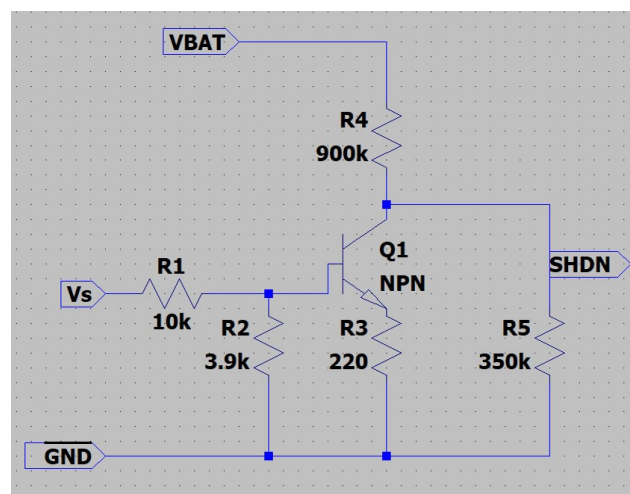 VBAT
R4
900k
Q1
NPN
SHDN
R1
Vs
10k
R2
3.9k
R3
220
R5
350k
GND